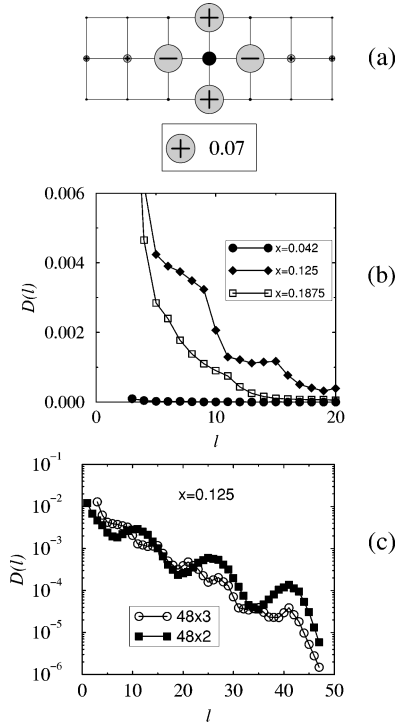 +
− −
+
(a)
+ 0.07
0.006
0.004
0.002
0.000
D(l)
x=0.042
x=0.125
x=0.1875
(b)
0 10 20
l
10⁻¹
10⁻²
10⁻³
10⁻⁴
10⁻⁵
10⁻⁶
D(l)
x=0.125
(c)
48x3
48x2
0 10 20 30 40 50
l